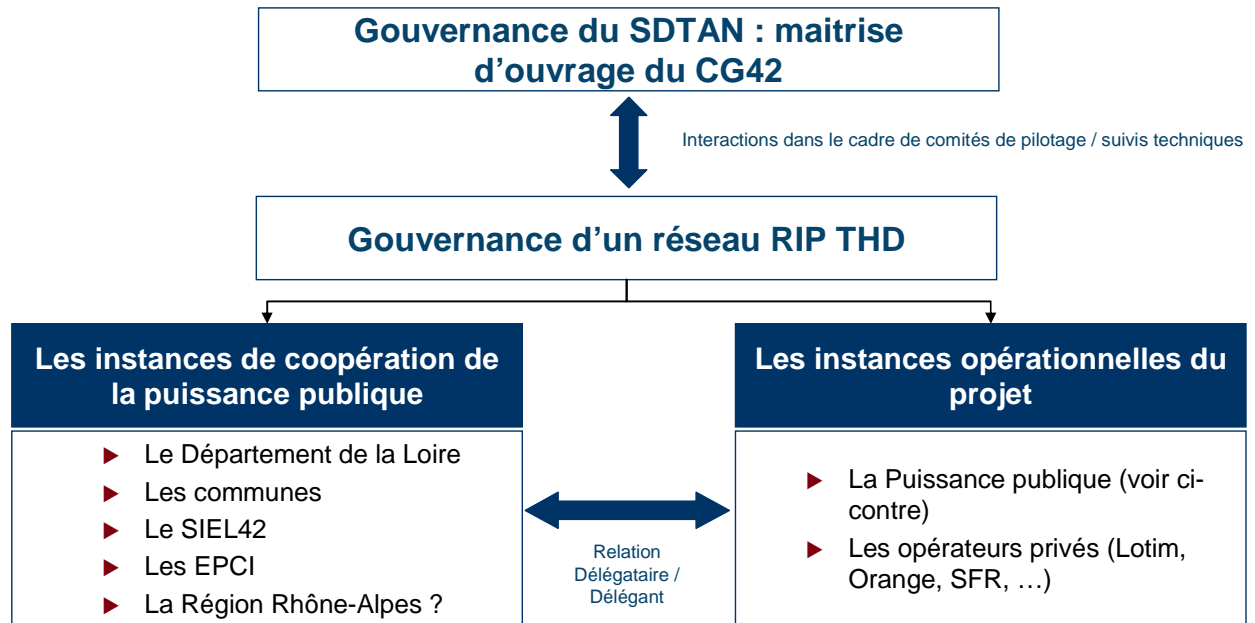 Gouvernance du SDTAN : maitrise
d'ouvrage du CG42
Interactions dans le cadre de comités de pilotage / suivis techniques
Gouvernance d'un réseau RIP THD
Les instances de coopération de
la puissance publique
Le Département de la Loire
Les communes
Le SIEL42
Les EPCI
La Région Rhône-Alpes ?
Relation
Délégataire /
Délégant
Les instances opérationnelles du
projet
La Puissance publique (voir ci-
contre)
Les opérateurs privés (Lotim,
Orange, SFR, …)